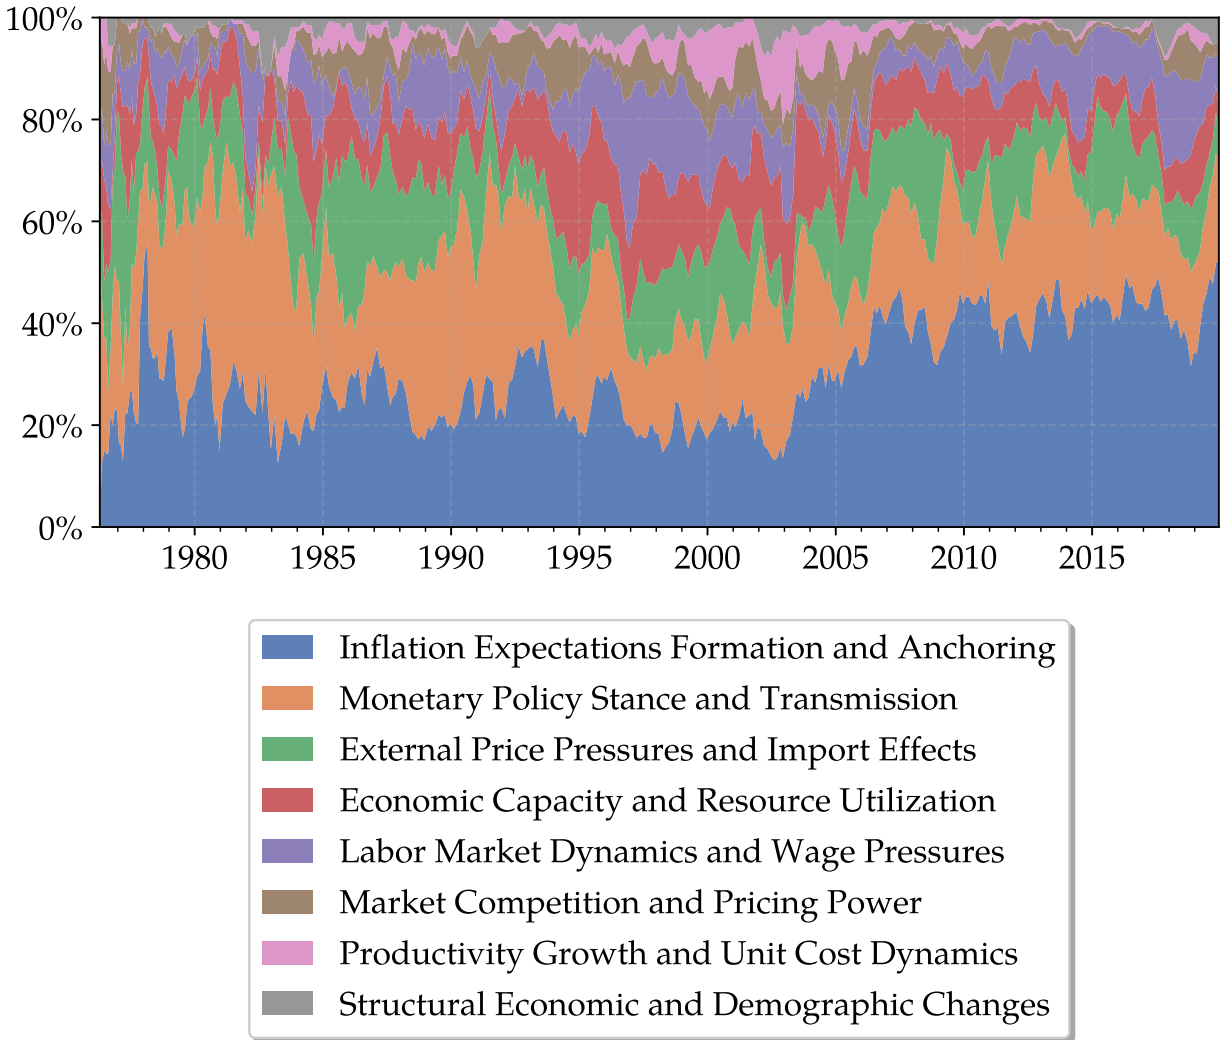 100%
80%
60%
40%
20%
0%
1980 1985 1990 1995 2000 2005 2010 2015
Inflation Expectations Formation and Anchoring
Monetary Policy Stance and Transmission
External Price Pressures and Import Effects
Economic Capacity and Resource Utilization
Labor Market Dynamics and Wage Pressures
Market Competition and Pricing Power
Productivity Growth and Unit Cost Dynamics
Structural Economic and Demographic Changes